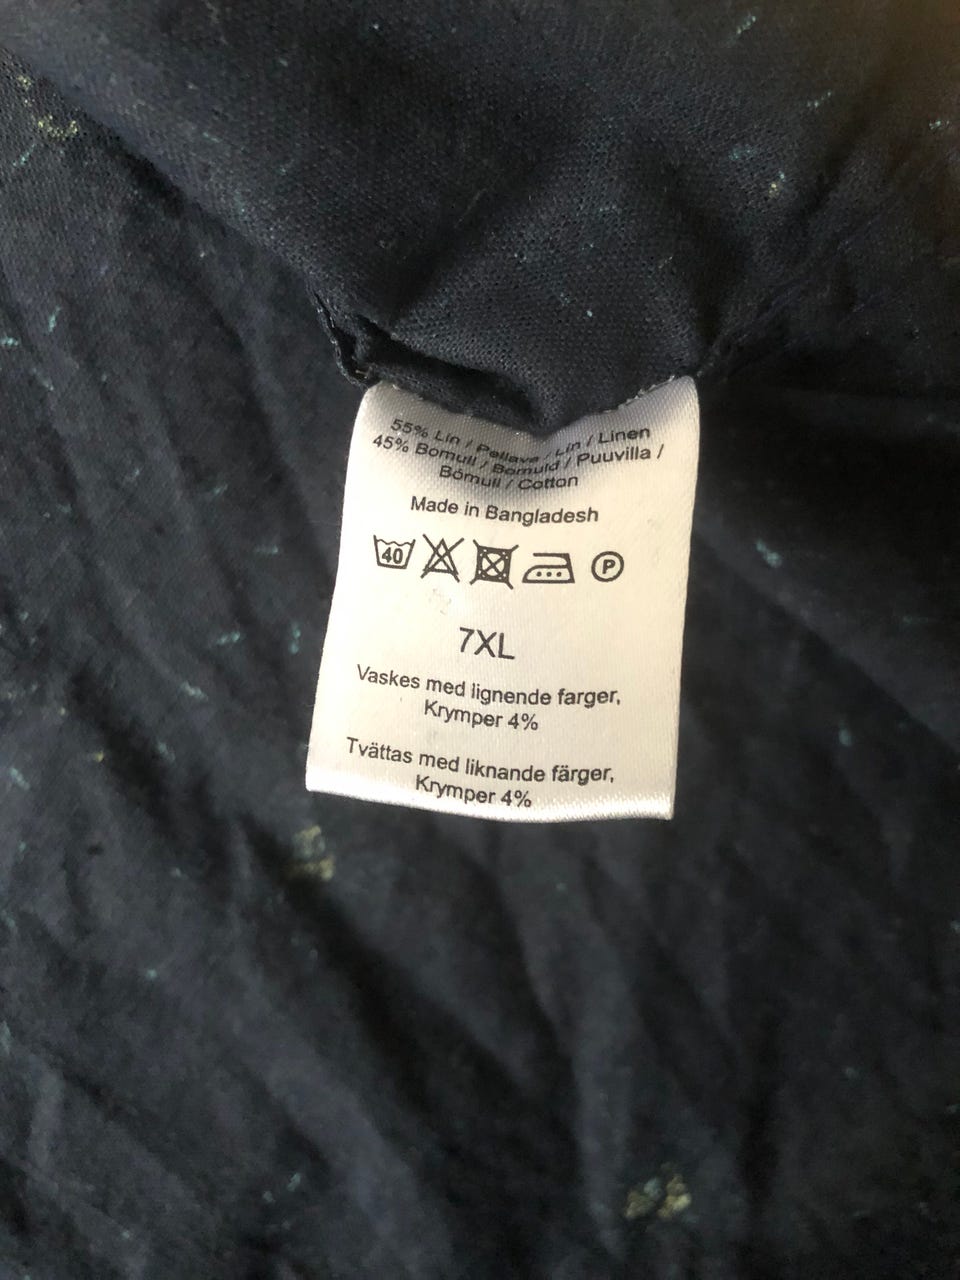 55% Lin / Pellava / Lin / Linen
45% Bomull / Bomuld / Puuvilla /
Bómull / Cotton
Made in Bangladesh
40 P
7XL
Vaskes med lignende farger,
Krymper 4%
Tvättas med liknande färger,
Krymper 4%